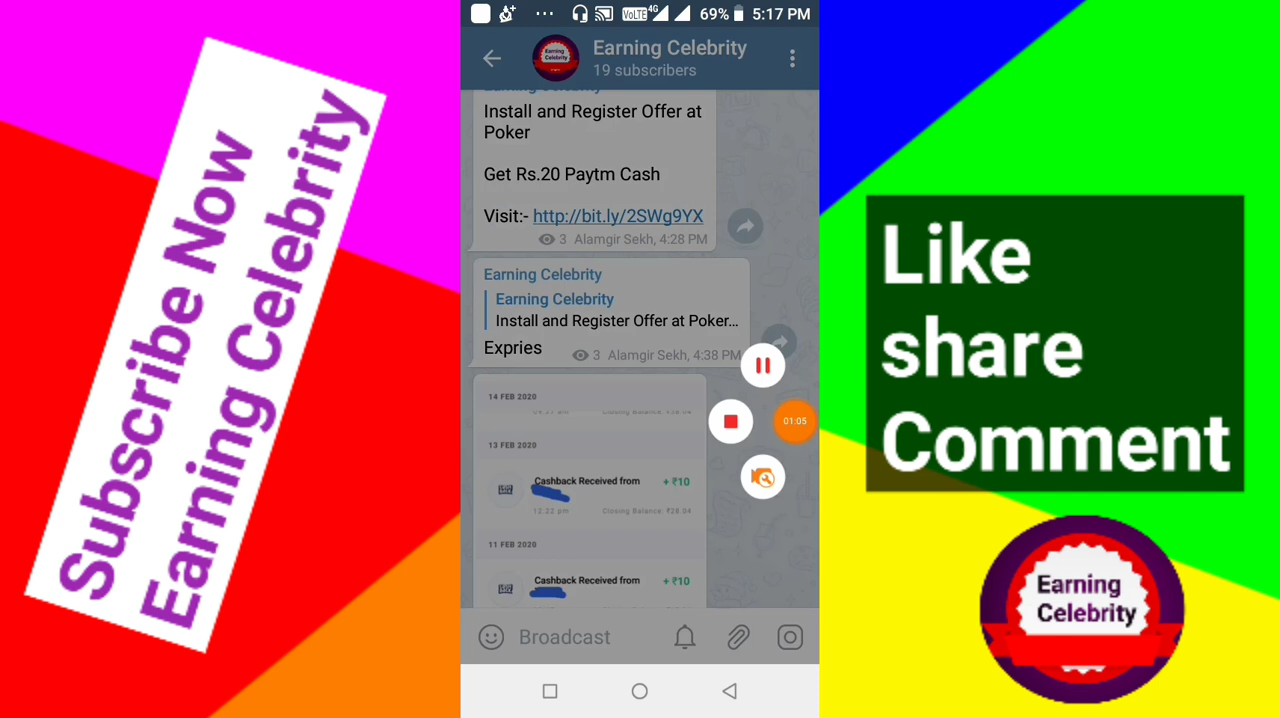 Subscribe Now
Earning Celebrity
VoLTE 4G 69% 5:17 PM
Earning Celebrity
19 subscribers
Earning Celebrity
Install and Register Offer at
Poker
Get Rs.20 Paytm Cash
Visit:- http://bit.ly/2SWg9YX
3 Alamgir Sekh, 4:28 PM
Earning Celebrity
Earning Celebrity
Install and Register Offer at Poker...
Expries
3 Alamgir Sekh, 4:38 PM
01:05
14 FEB 2020
13 FEB 2020
Cashback Received from
+ ₹10
12:22 pm
Closing Balance: ₹28.04
11 FEB 2020
Cashback Received from
+ ₹10
Broadcast
Like
share
Comment
Earning
Celebrity